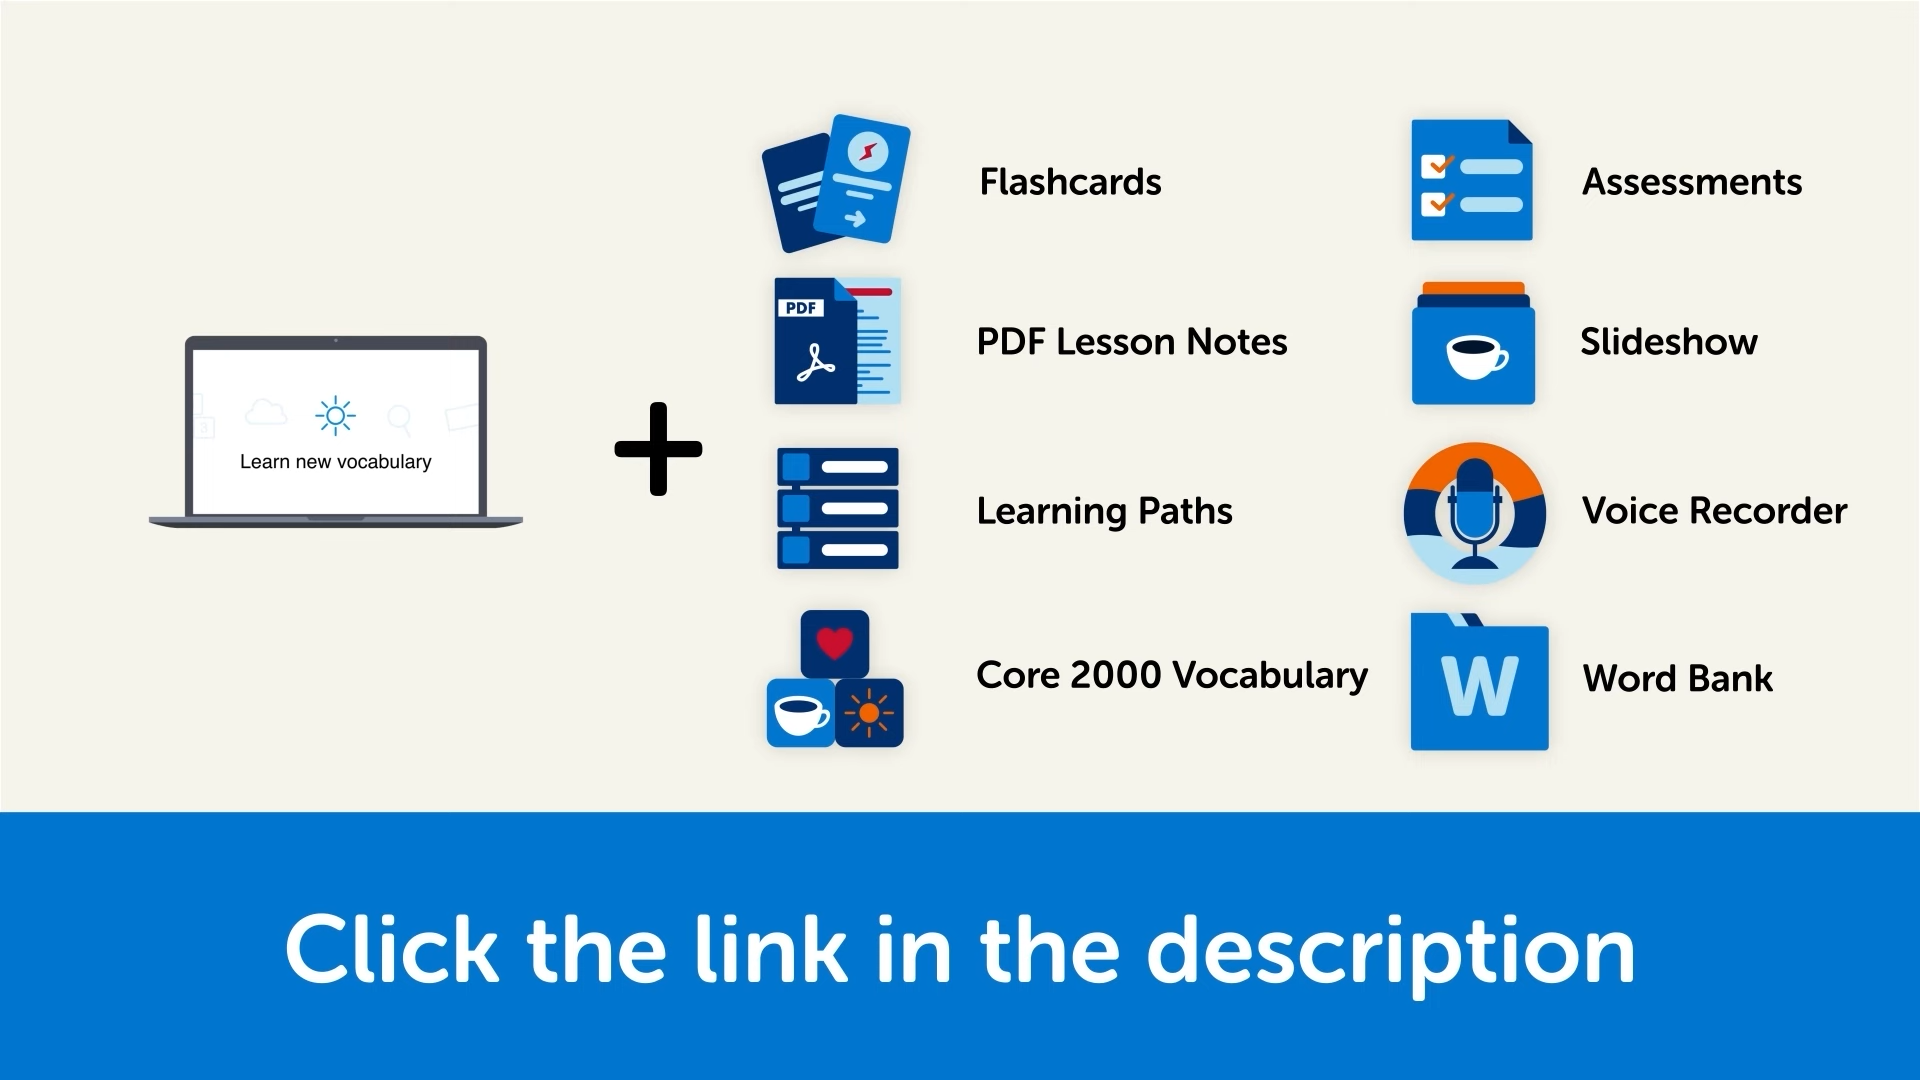 Learn new vocabulary
Flashcards
PDF
PDF Lesson Notes
Learning Paths
Core 2000 Vocabulary
Assessments
Slideshow
Voice Recorder
W
Word Bank
3
Click the link in the description